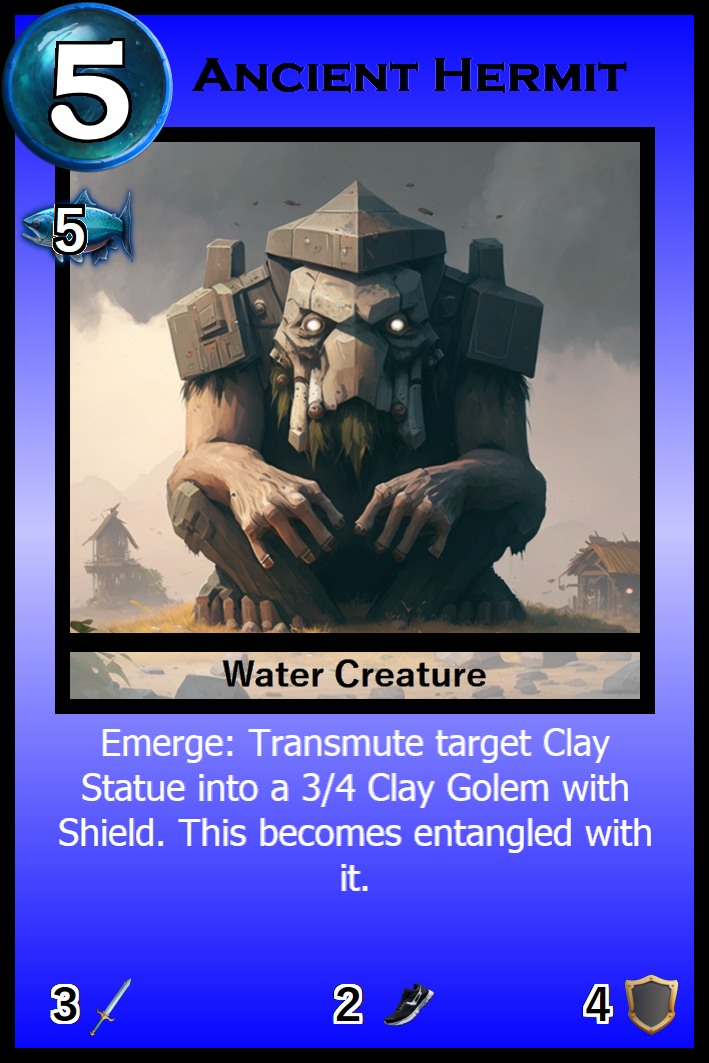 5
Ancient Hermit
5
Water Creature
Emerge: Transmute target Clay
Statue into a 3/4 Clay Golem with
Shield. This becomes entangled with
it.
3 2 4